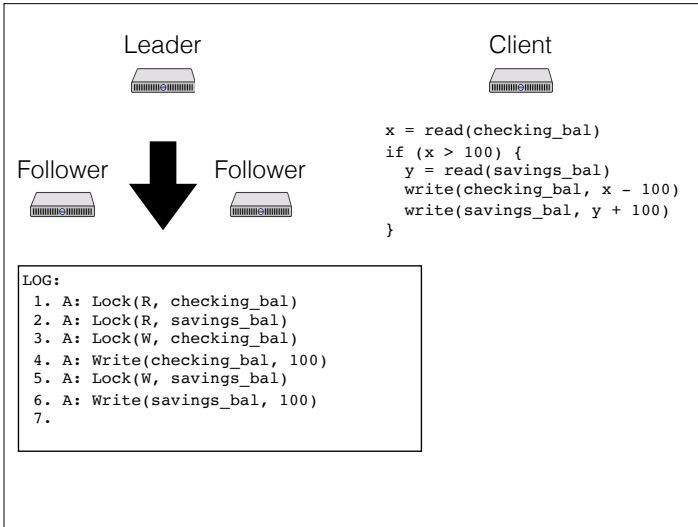 Leader
Client
Follower
Follower
x = read(checking_bal)
if (x > 100) {
  y = read(savings_bal)
  write(checking_bal, x - 100)
  write(savings_bal, y + 100)
}
LOG:
1. A: Lock(R, checking_bal)
2. A: Lock(R, savings_bal)
3. A: Lock(W, checking_bal)
4. A: Write(checking_bal, 100)
5. A: Lock(W, savings_bal)
6. A: Write(savings_bal, 100)
7.